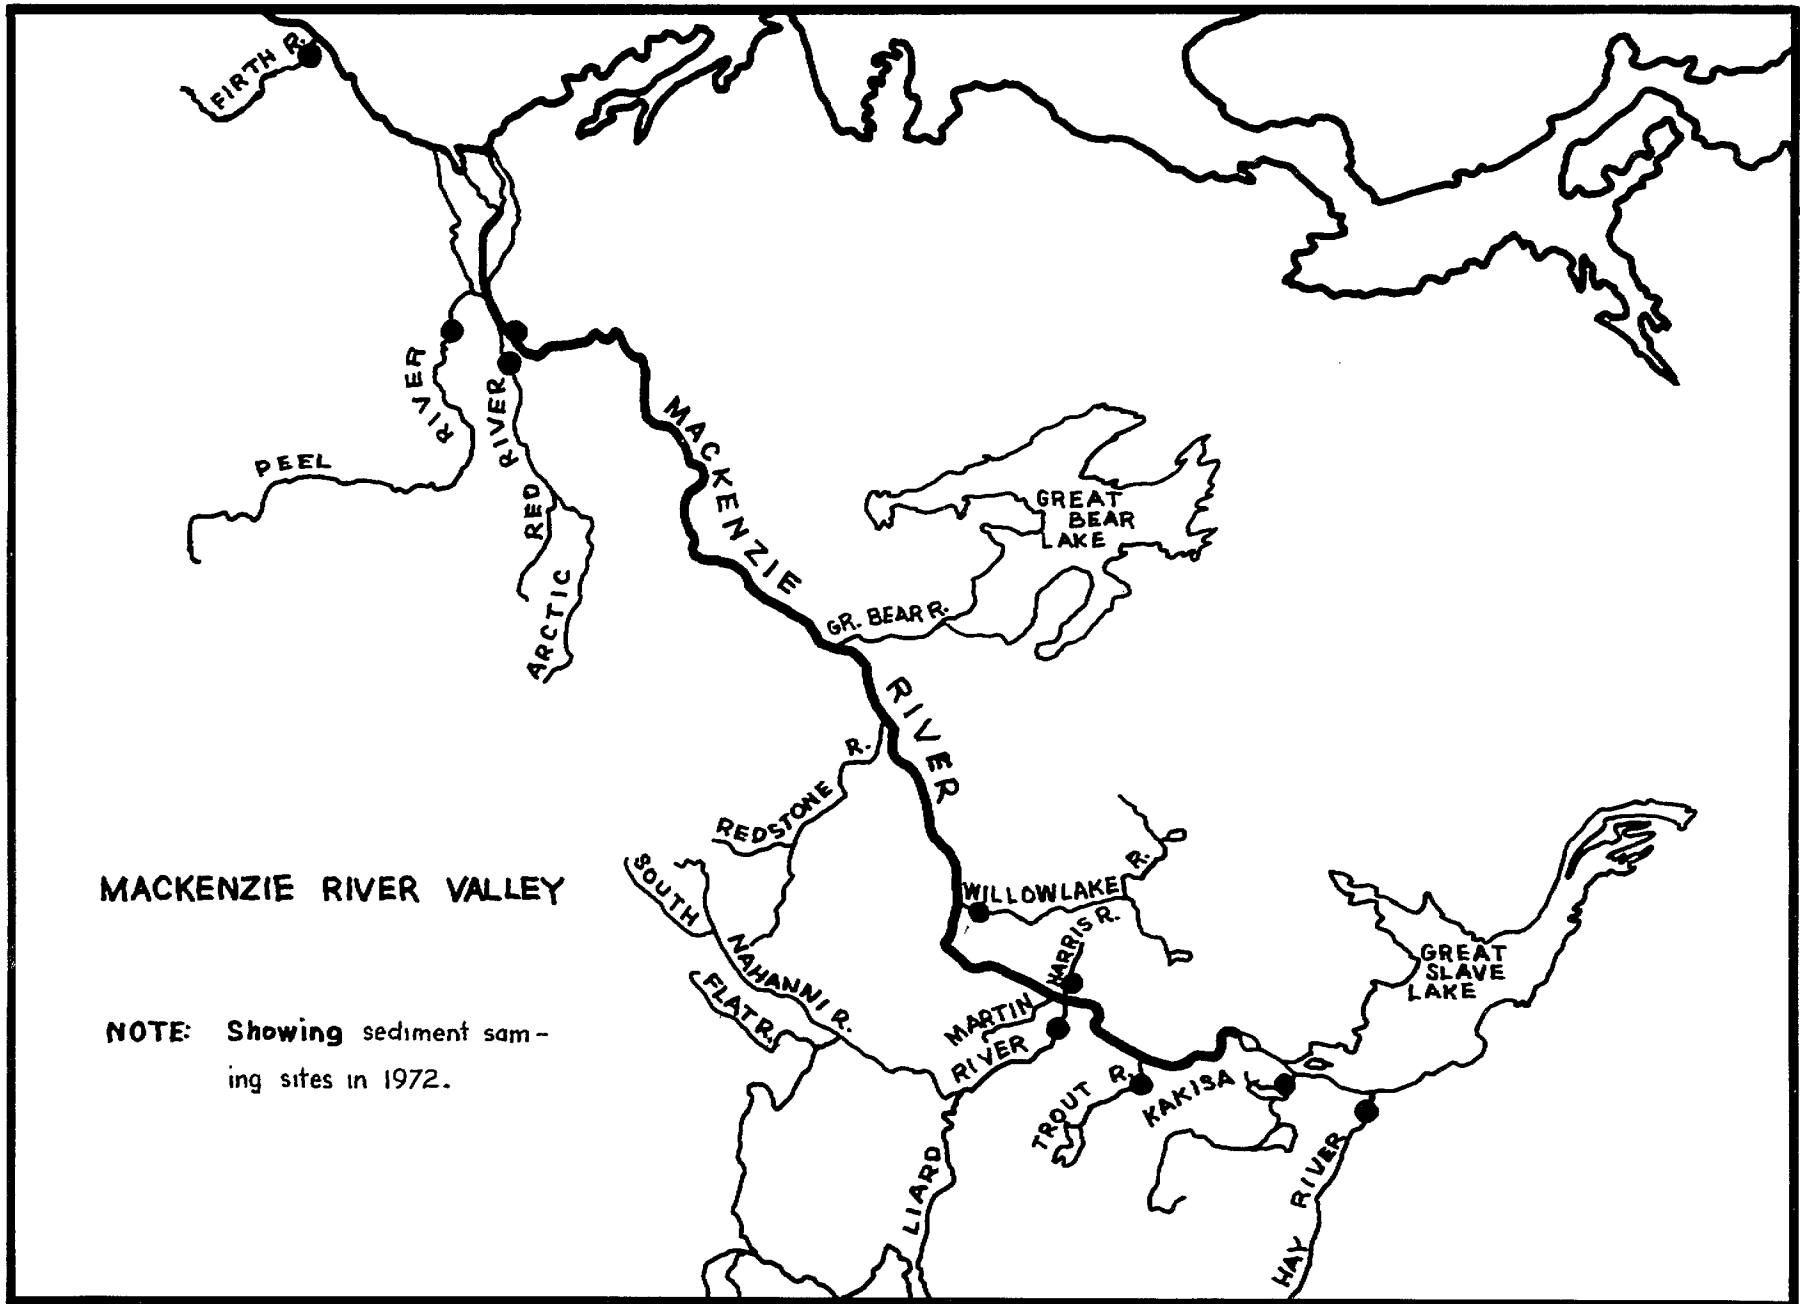 FIRTH R.
PEEL
RIVER
RIVER
RED
ARCTIC
MACKENZIE
RIVER
GREAT
BEAR
LAKE
GR. BEAR R.
R.
REDSTONE
SOUTH
NAHANNI R.
FLAT R.
WILLOWLAKE R.
HARRIS R.
MARTIN
RIVER
LIARD
TROUT R.
KAKISA L
HAY RIVER
GREAT
SLAVE
LAKE
MACKENZIE RIVER VALLEY
NOTE: Showing sediment sam-
ing sites in 1972.